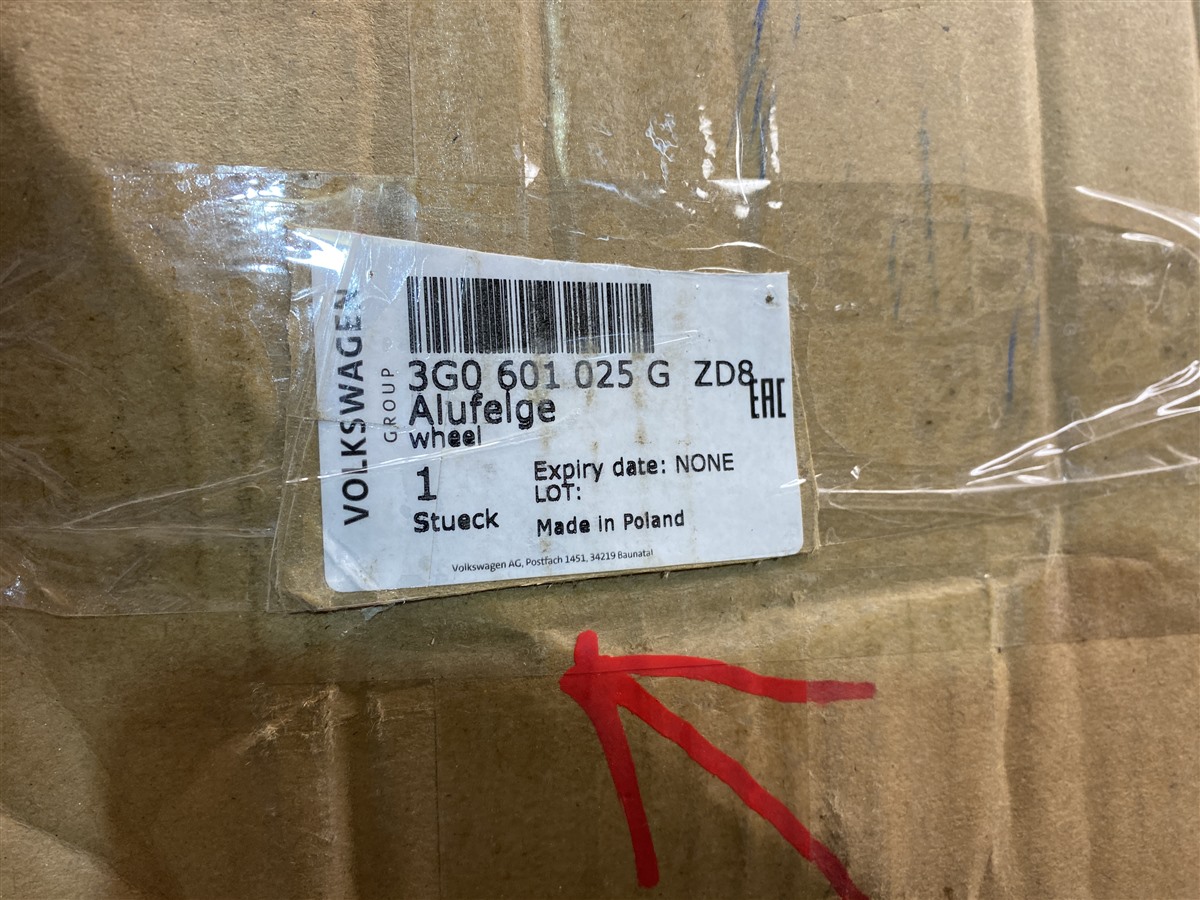 VOLKSWAGEN
GROUP
3G0 601 025 G ZD8
EAC
Alufelge
wheel
1
Stueck
Expiry date: NONE
LOT:
Made in Poland
Volkswagen AG, Postfach 1451, 34219 Baunatal